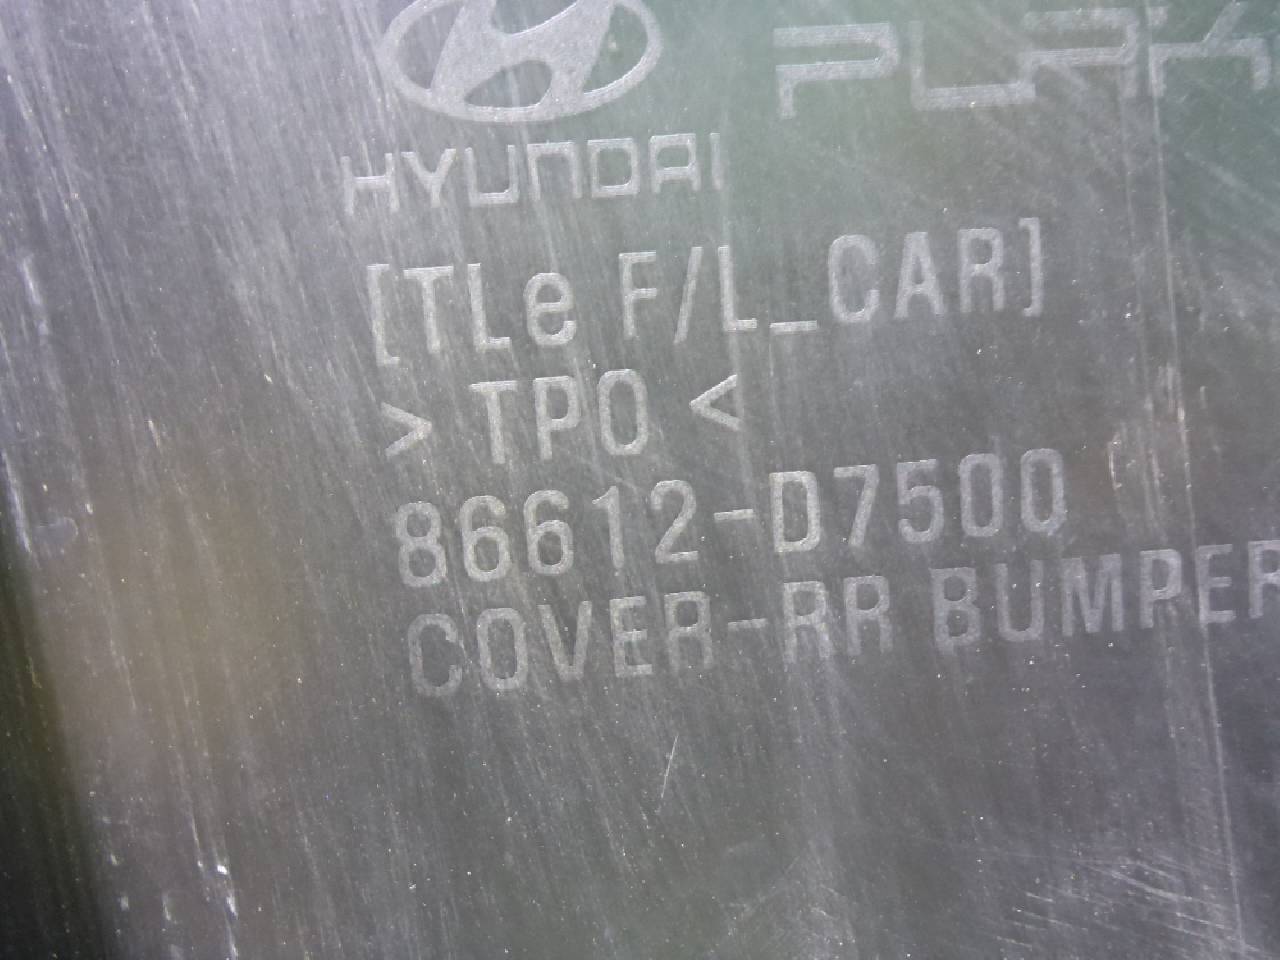 HYUNDAI
[TLe F/L_CAR]
> TPO <
86612-D7500
COVER-RR BUMPER